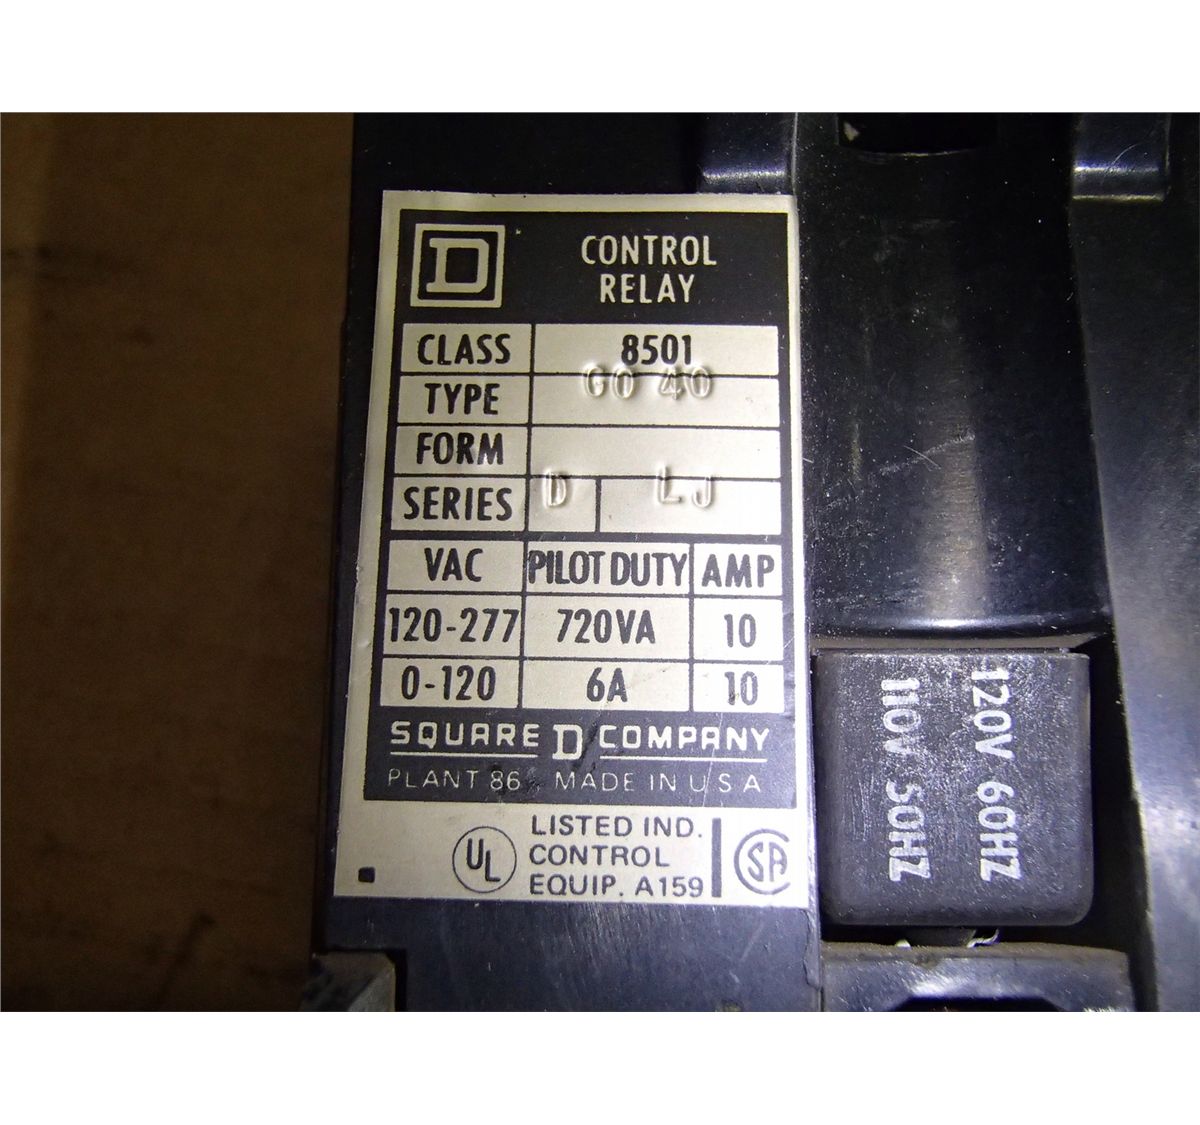 D
CONTROL
RELAY
CLASS 8501
TYPE GO 40
FORM
SERIES D LJ
VAC PILOT DUTY AMP
120-277 720VA 10
0-120 6A 10
SQUARE D COMPANY
PLANT 86 MADE IN U S A
UL
LISTED IND.
CONTROL
EQUIP. A159
SA
120V 60HZ
110V 50HZ